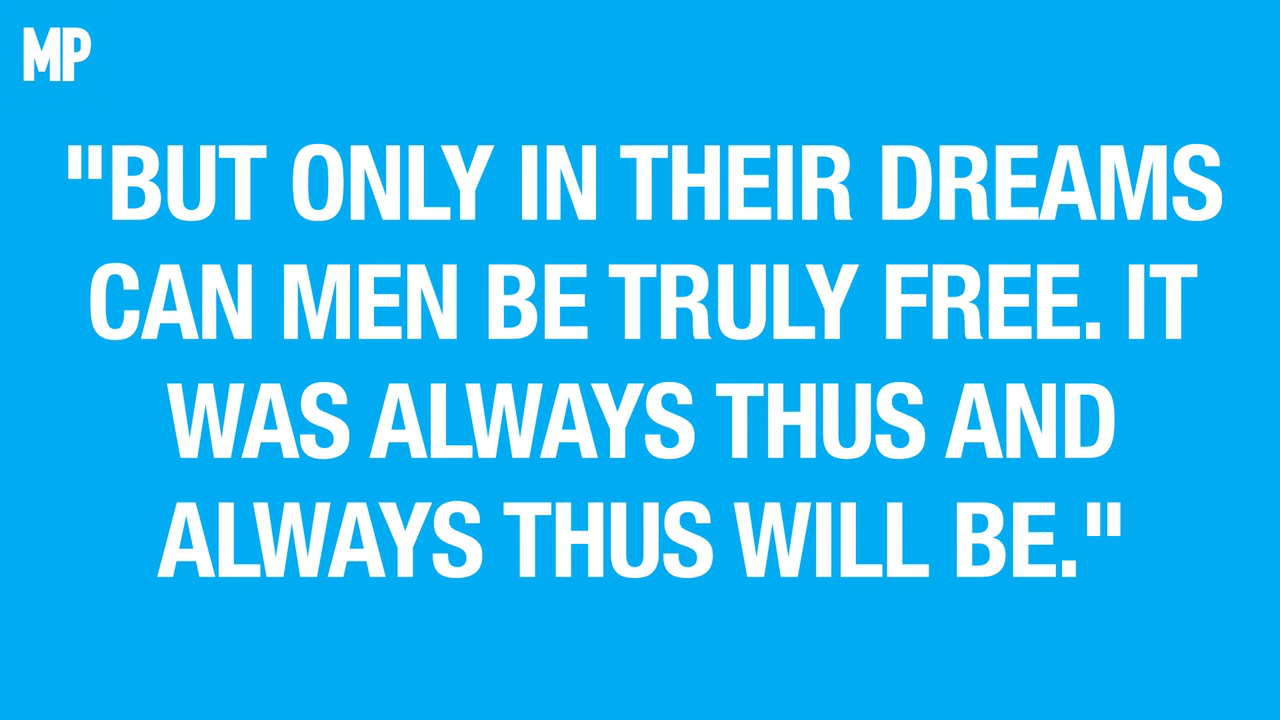 MP
"BUT ONLY IN THEIR DREAMS
CAN MEN BE TRULY FREE. IT
WAS ALWAYS THUS AND
ALWAYS THUS WILL BE."